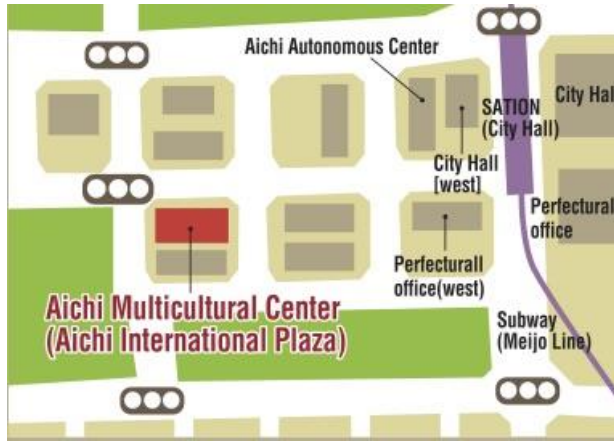 Aichi Autonomous Center
SATION
(City Hall)
City Hall
City Hall
[west]
Perfectural
office
Perfecturall
office(west)
Aichi Multicultural Center
(Aichi International Plaza)
Subway
(Meijo Line)